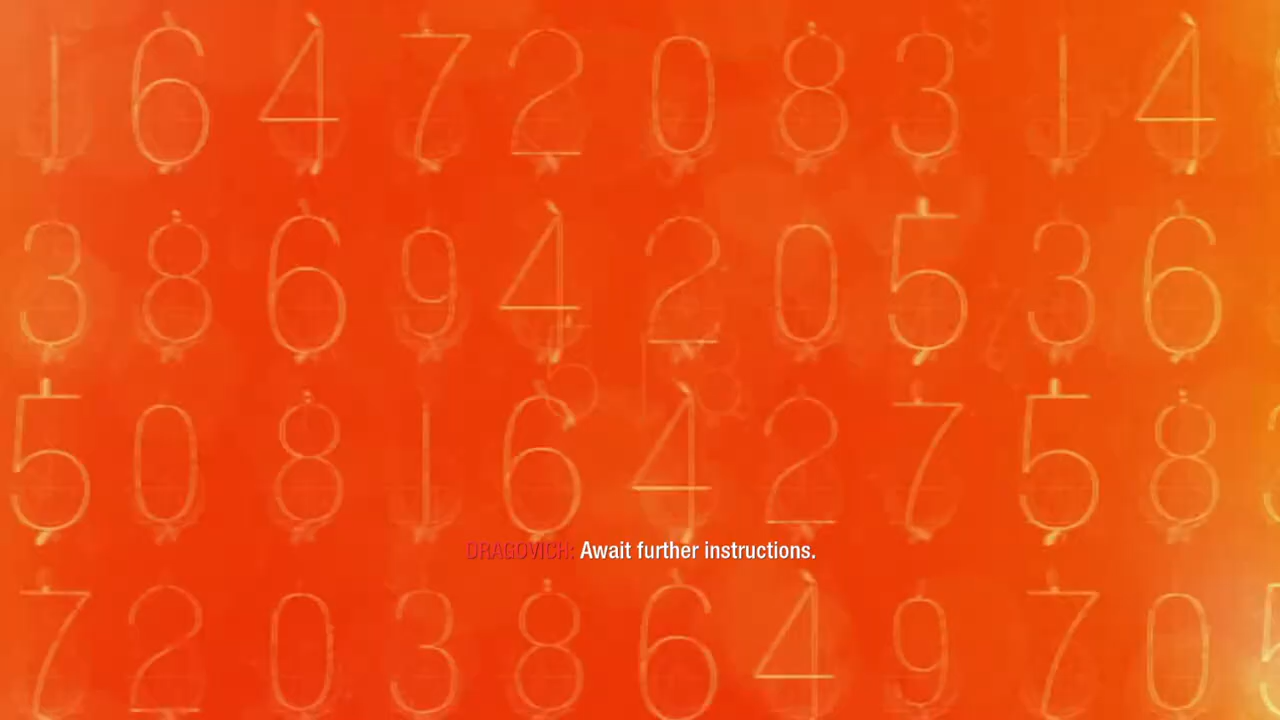 1 6 4 7 2 0 8 3 1 4
3 8 6 9 4 2 0 5 3 6
5 0 8 1 6 4 2 7 5 8
DRAGOVICH: Await further instructions.
7 2 0 3 8 6 4 9 7 0 5